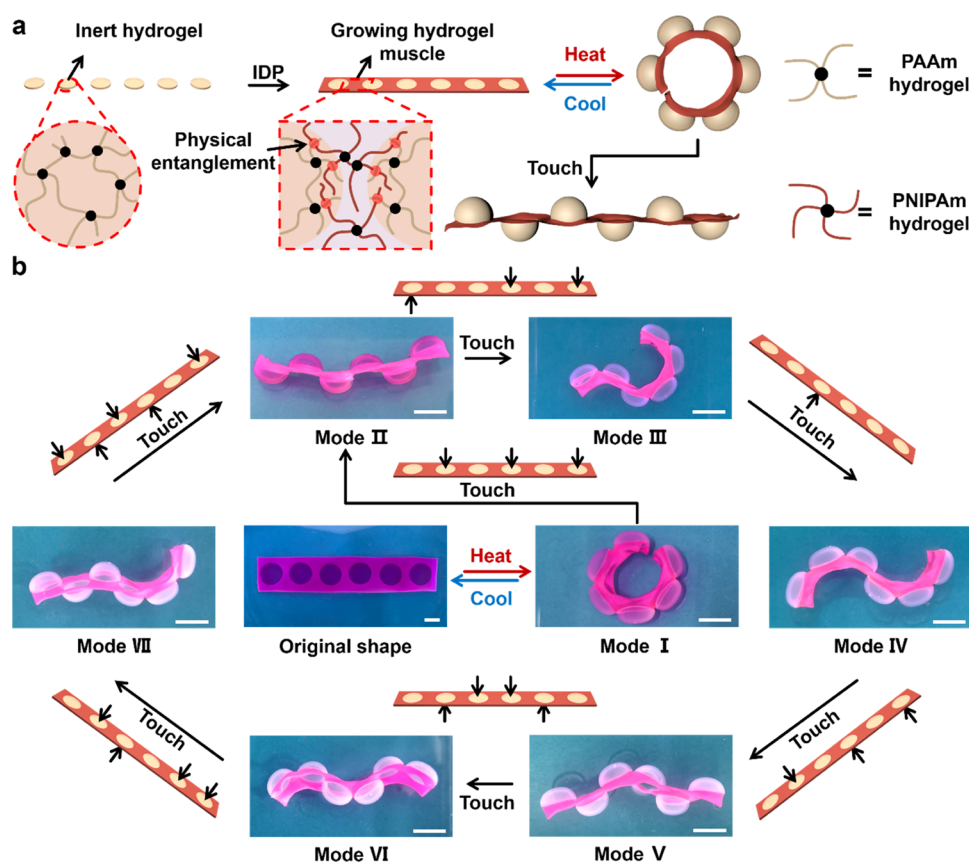 a
Inert hydrogel
Growing hydrogel
muscle
IDP
Heat
Cool
PAAm
hydrogel
=
Physical
entanglement
Touch
PNIPAm
hydrogel
=
b
Touch
Touch
Touch
Mode Ⅱ
Mode Ⅲ
Touch
Heat
Cool
Mode Ⅶ
Original shape
Mode Ⅰ
Mode Ⅳ
Touch
Touch
Touch
Mode Ⅵ
Mode Ⅴ